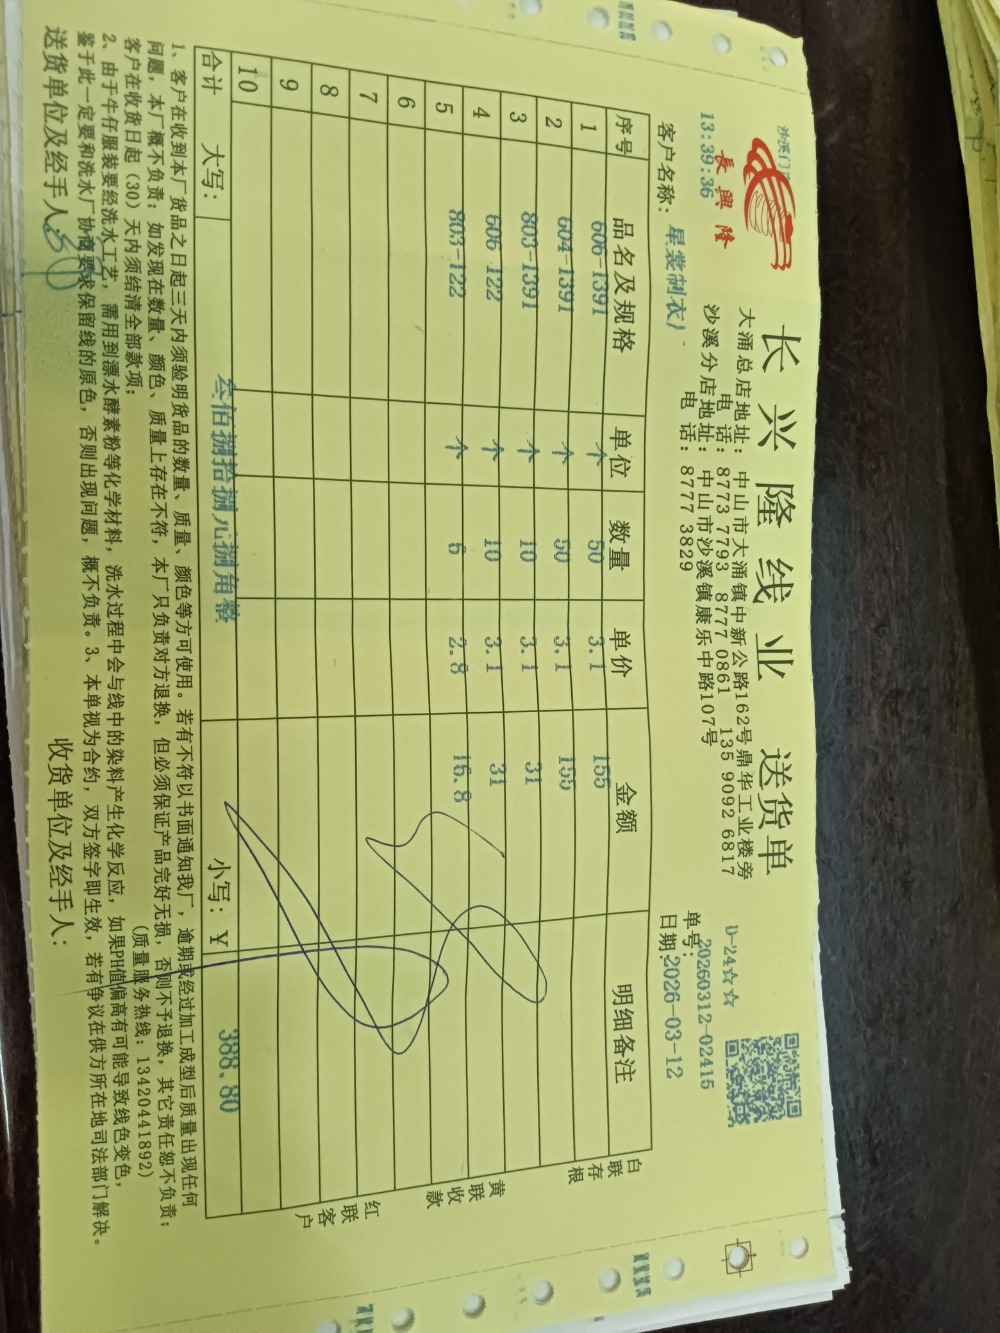 长兴隆线业 送货单
長興隆
13:39:36
大涌总店地址：中山市大涌镇中新公路162号鼎华工业楼旁
电 话：8773 7793 8777 0861 135 9092 6817
沙溪分店地址：中山市沙溪镇康乐中路107号
电 话：8777 3829
D-24☆☆
单号：20260312-02415
客户名称：星裳制衣厂
日期：2026-03-12
序号 品名及规格 单位 数量 单价 金额 明细备注
1 606-1391 个 50 3.1 155
2 604-1391 个 50 3.1 155
3 803-1391 个 10 3.1 31
4 606-122 个 10 3.1 31
5 803-122 个 6 2.8 16.8
6
7
8
9
10
合计 大写：叁佰捌拾捌元捌角整 小写：¥ 388.80
白联存根
黄联收款
红联客户
1、客户在收到本厂货品之日起三天内须验明货品的数量、质量、颜色等方可使用。若有不符以书面通知我厂，逾期或经过加工成型后质量出现任何
问题，本厂概不负责；如发现在数量、颜色、质量上存在不符，本厂只负责对方退换，但必须保证产品完好无损，否则不予退换，其它责任恕不负责；
客户在收货日起（30）天内须结清全部款项； （质量服务热线：13420441892）
2、由于牛仔服装要经洗水工艺，需用到漂水酵素粉等化学材料，洗水过程中会与线中的染料产生化学反应，如果PH值偏高有可能导致线色变色，
鉴于此一定要和洗水厂协商要求保留线的原色，否则出现问题，概不负责。3、本单视为合约，双方签字即生效，若有争议在供方所在地司法部门解决。
送货单位及经手人： 收货单位及经手人：